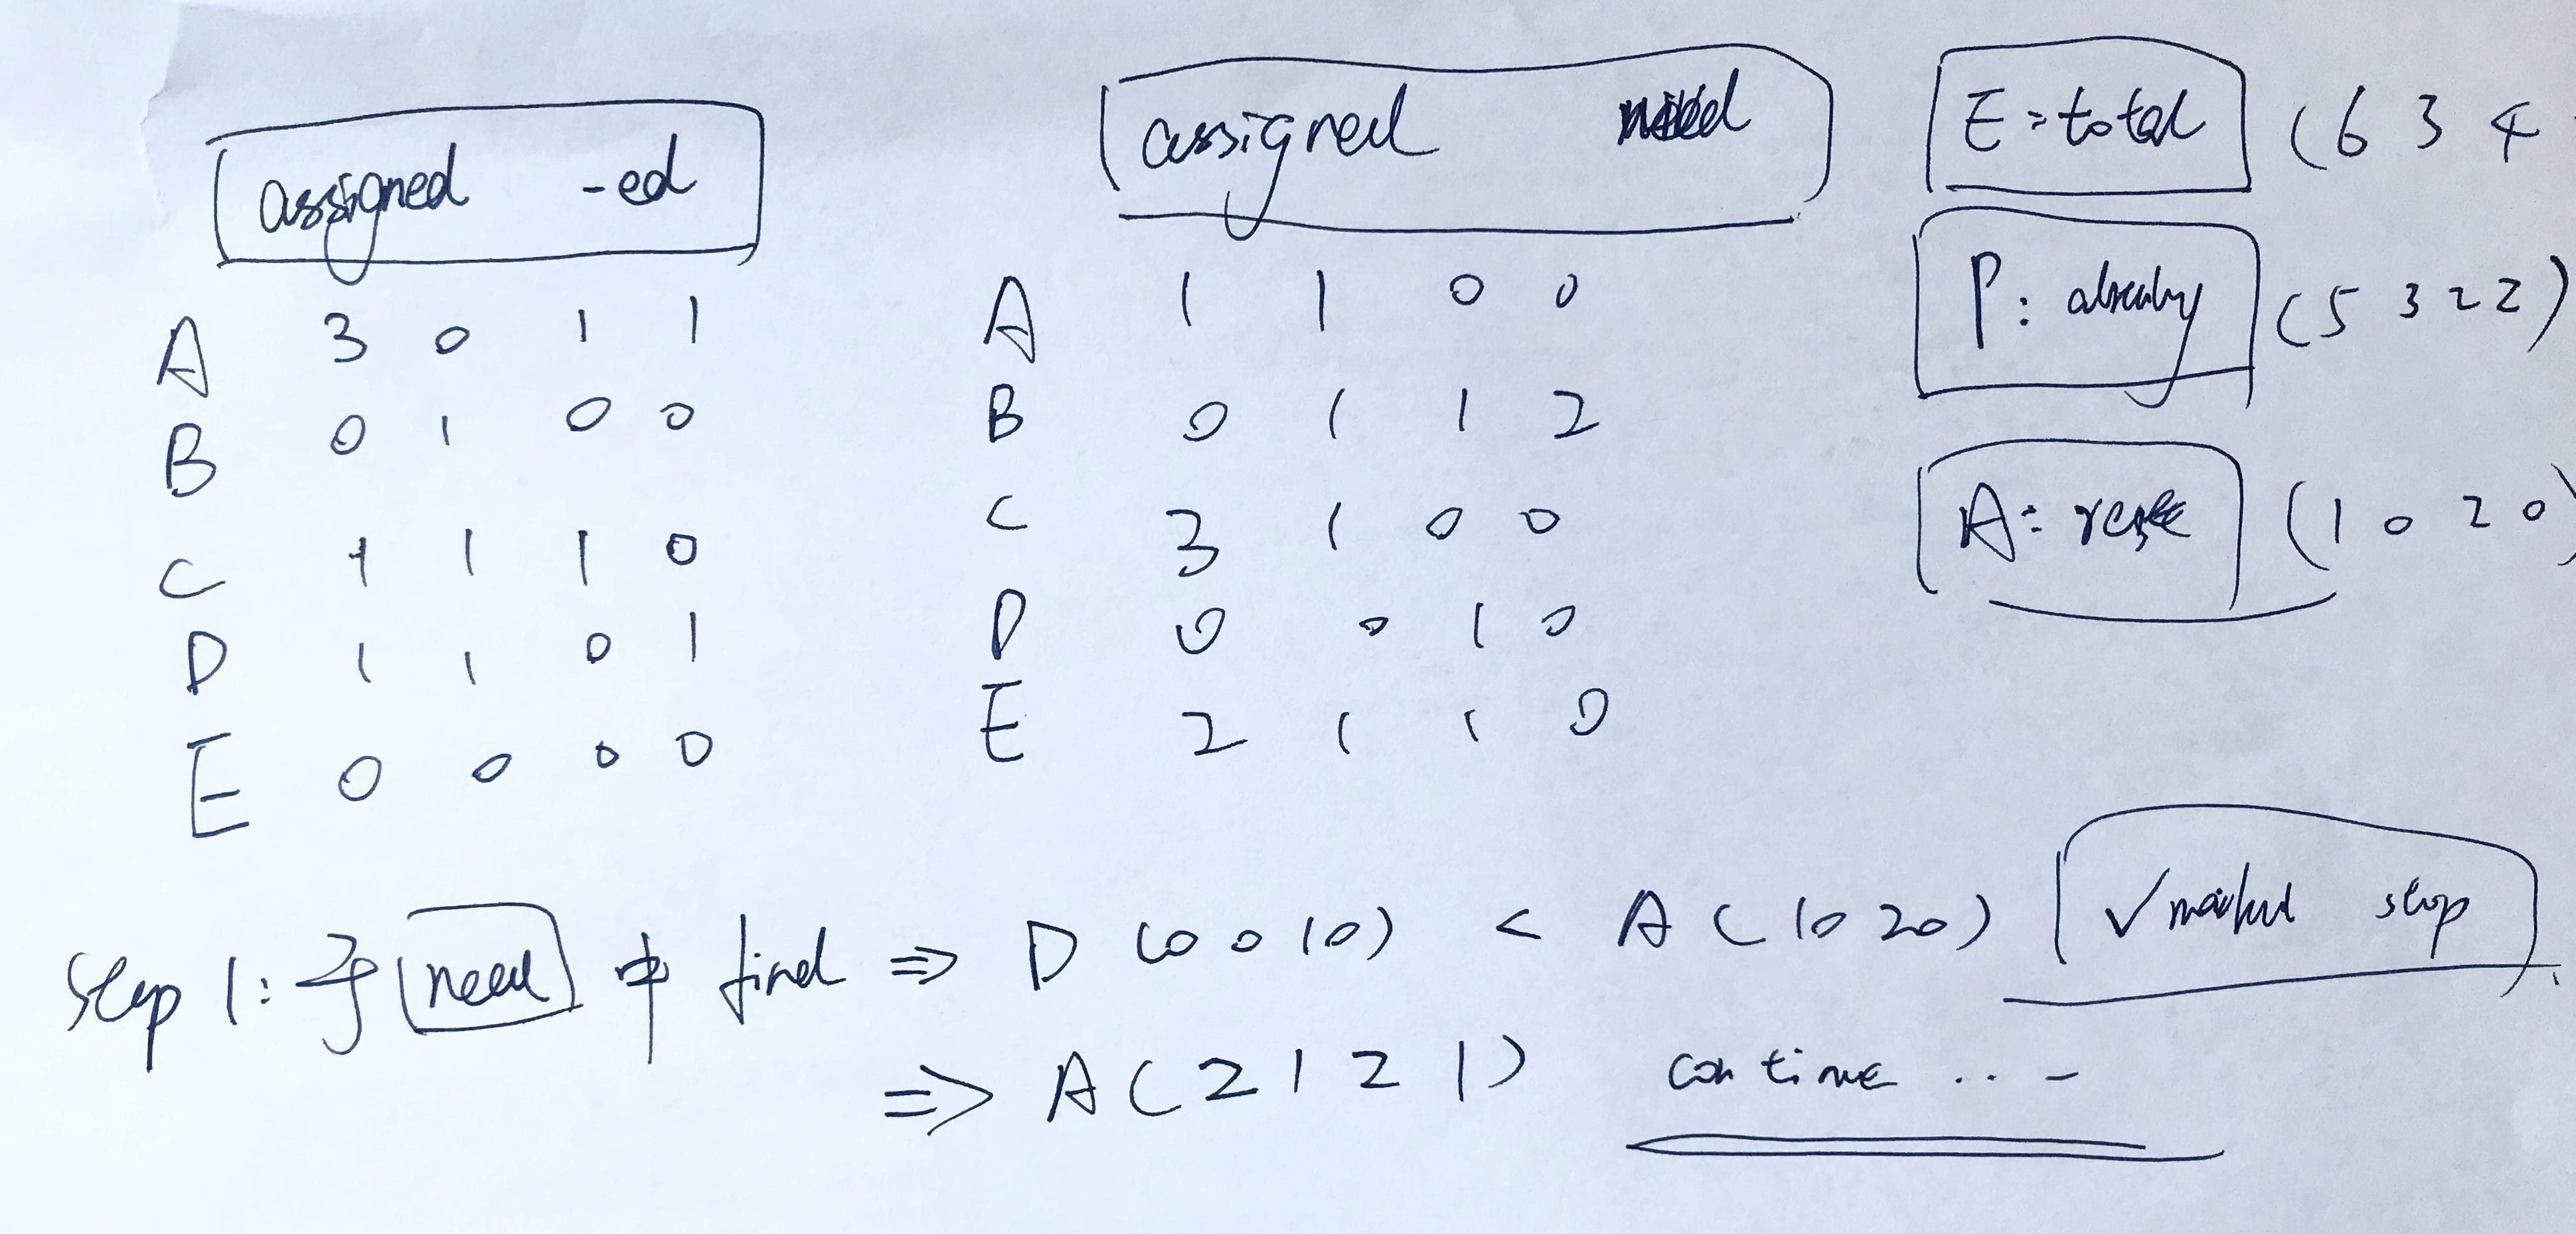 assigned -ed
A 3 0 1 1
B 0 1 0 0
C 1 1 1 0
D 1 1 0 1
E 0 0 0 0
assigned
A 1 1 0 0
B 0 1 1 2
C 3 1 0 0
D 0 0 1 0
E 2 1 1 0
E = total (6 3 4
P: already (5 3 2 2)
A: (1 0 2 0)
Step 1: 于 need 中 find => D (0 0 1 0) < A (1 0 2 0) ✓ step
=> A (2 1 2 1) continue ...